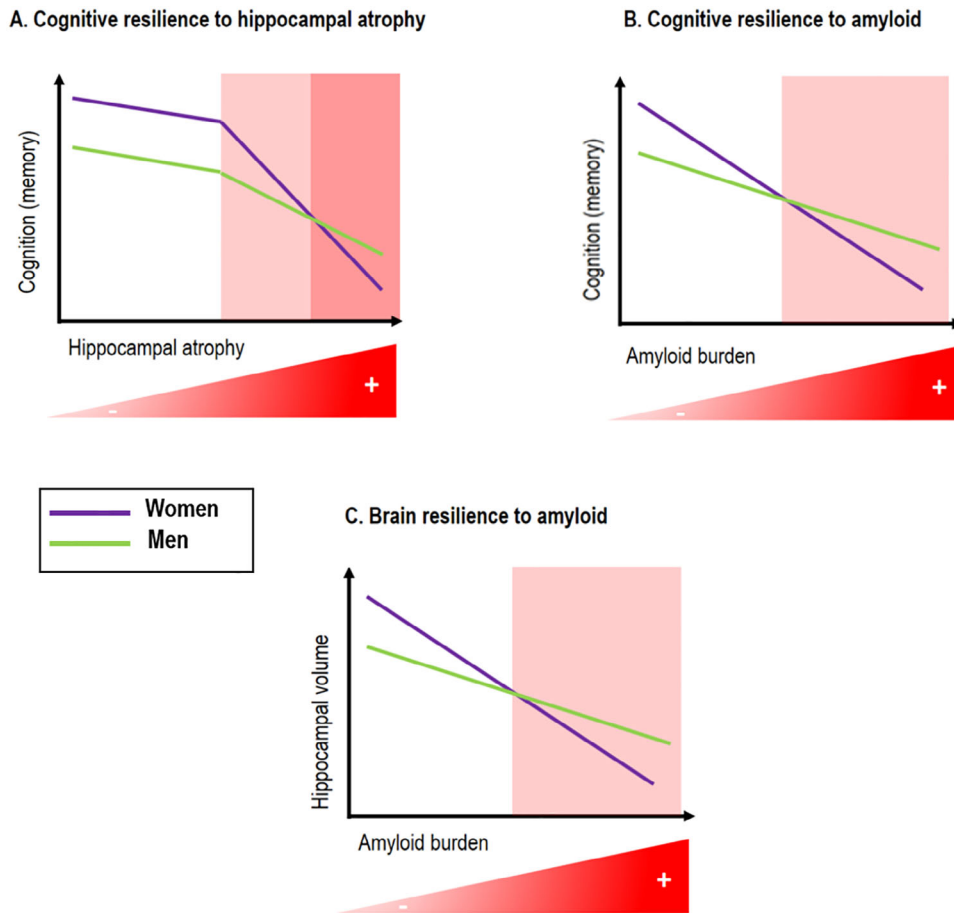 A. Cognitive resilience to hippocampal atrophy
Cognition (memory)
Hippocampal atrophy
-
+
B. Cognitive resilience to amyloid
Cognition (memory)
Amyloid burden
-
+
Women
Men
C. Brain resilience to amyloid
Hippocampal volume
Amyloid burden
-
+